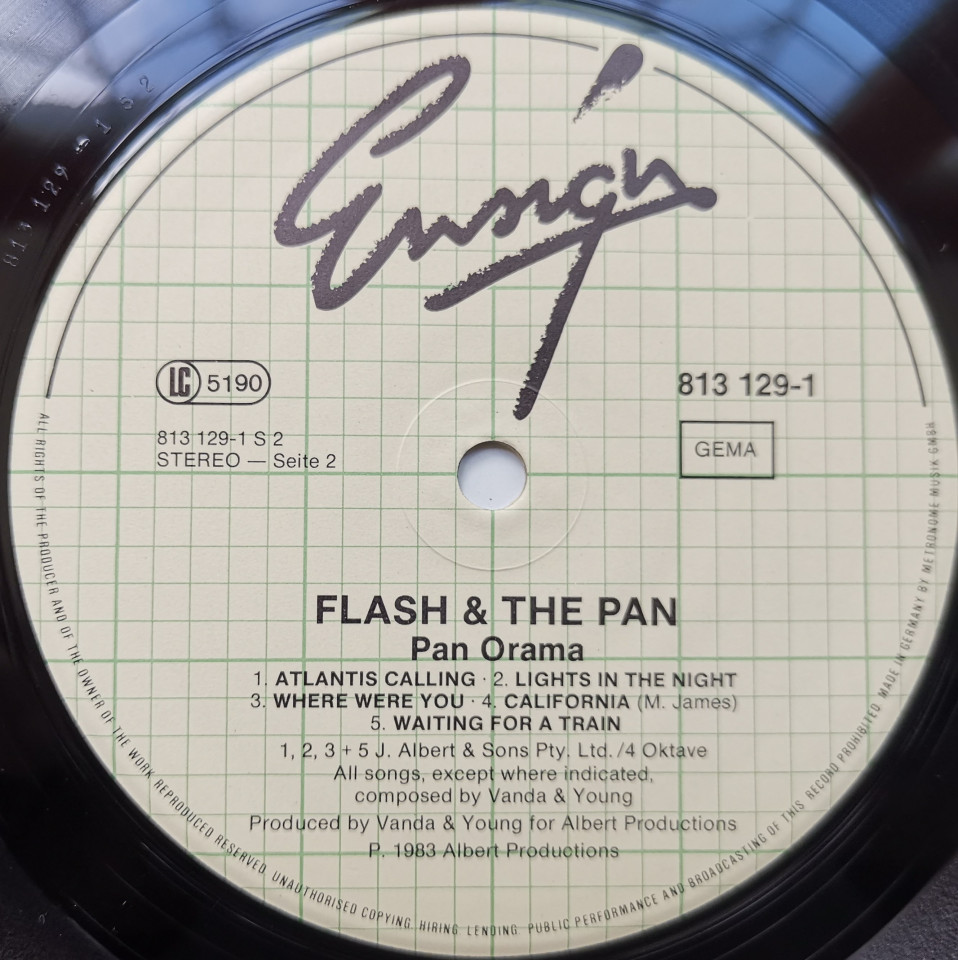 Ensign
LC 5190
813 129-1
813 129-1 S 2
STEREO — Seite 2
GEMA
FLASH & THE PAN
Pan Orama
1. ATLANTIS CALLING · 2. LIGHTS IN THE NIGHT
3. WHERE WERE YOU · 4. CALIFORNIA (M. James)
5. WAITING FOR A TRAIN
1, 2, 3 + 5 J. Albert & Sons Pty. Ltd. /4 Oktave
All songs, except where indicated,
composed by Vanda & Young
Produced by Vanda & Young for Albert Productions
P. 1983 Albert Productions
ALL RIGHTS OF THE PRODUCER AND OF THE OWNER OF THE WORK REPRODUCED RESERVED. UNAUTHORISED COPYING, HIRING, LENDING, PUBLIC PERFORMANCE AND BROADCASTING OF THIS RECORD PROHIBITED. MADE IN GERMANY BY METRONOME MUSIK GMBH
813 129 S 2